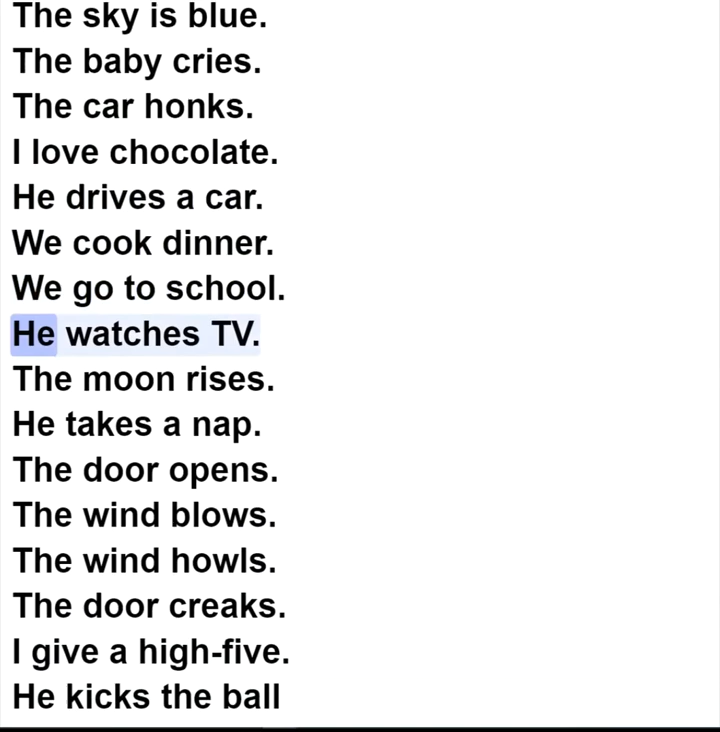 The sky is blue.
The baby cries.
The car honks.
I love chocolate.
He drives a car.
We cook dinner.
We go to school.
He watches TV.
The moon rises.
He takes a nap.
The door opens.
The wind blows.
The wind howls.
The door creaks.
I give a high-five.
He kicks the ball